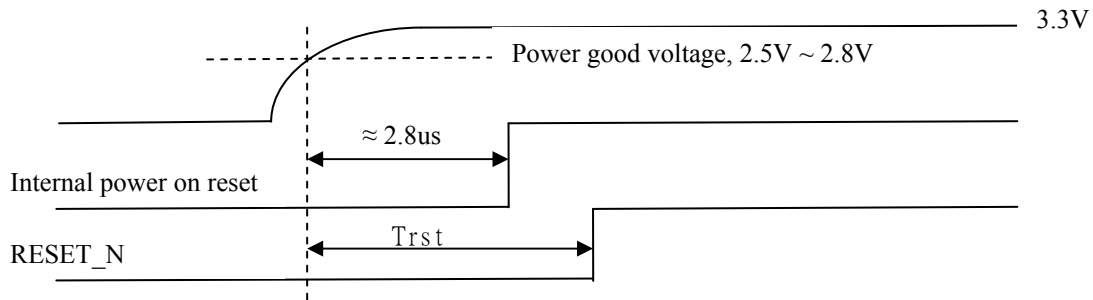 3.3V
Power good voltage, 2.5V ~ 2.8V
≈ 2.8us
Internal power on reset
Trst
RESET_N